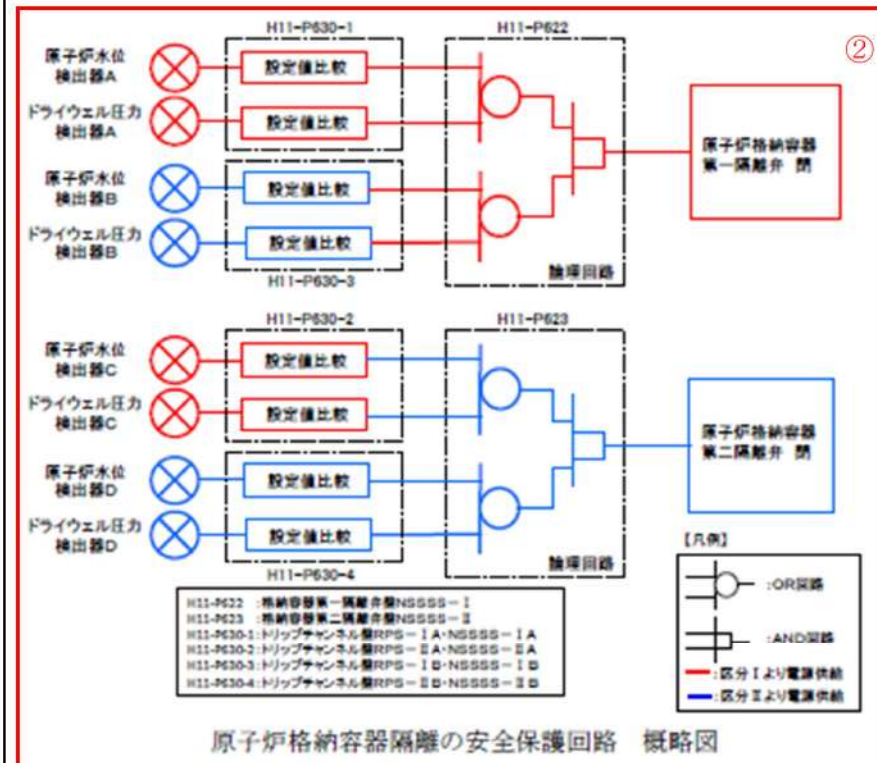 ②
H11-P630-1
H11-P622
原子炉水位
検出器A
設定値比較
ドライウェル圧力
検出器A
設定値比較
原子炉格納容器
第一隔離弁 閉
原子炉水位
検出器B
設定値比較
ドライウェル圧力
検出器B
設定値比較
H11-P630-3
論理回路
H11-P630-2
H11-P623
原子炉水位
検出器C
設定値比較
ドライウェル圧力
検出器C
設定値比較
原子炉格納容器
第二隔離弁 閉
原子炉水位
検出器D
設定値比較
ドライウェル圧力
検出器D
設定値比較
H11-P630-4
論理回路
H11-P622 :格納容器第一隔離弁盤NSSSS-Ⅰ
H11-P623 :格納容器第二隔離弁盤NSSSS-Ⅱ
H11-P630-1:トリップチャンネル盤RPS-ⅠA・NSSSS-ⅠA
H11-P630-2:トリップチャンネル盤RPS-ⅡA・NSSSS-ⅡA
H11-P630-3:トリップチャンネル盤RPS-ⅠB・NSSSS-ⅠB
H11-P630-4:トリップチャンネル盤RPS-ⅡB・NSSSS-ⅡB
【凡例】
:OR回路
:AND回路
:区分Ⅰより電源供給
:区分Ⅱより電源供給
原子炉格納容器隔離の安全保護回路 概略図